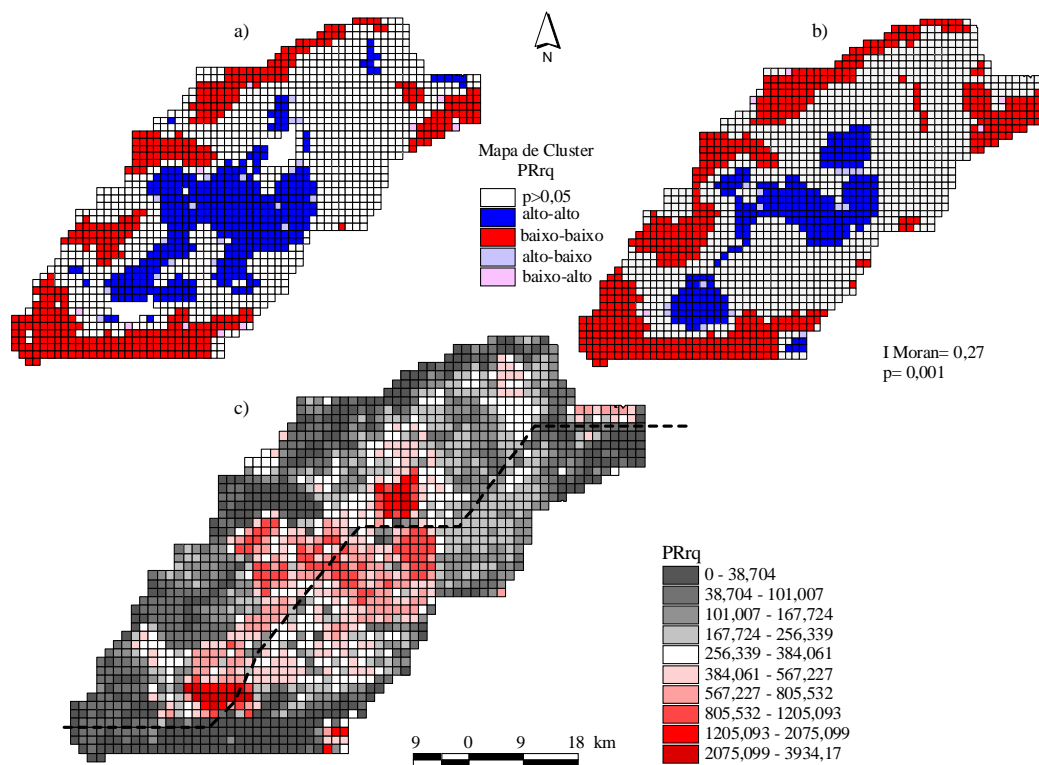 a)
b)
N
Mapa de Cluster
PRrq
p>0,05
alto-alto
baixo-baixo
alto-baixo
baixo-alto
I Moran= 0,27
p= 0,001
c)
PRrq
0 - 38,704
38,704 - 101,007
101,007 - 167,724
167,724 - 256,339
256,339 - 384,061
384,061 - 567,227
567,227 - 805,532
805,532 - 1205,093
1205,093 - 2075,099
2075,099 - 3934,17
9 0 9 18 km